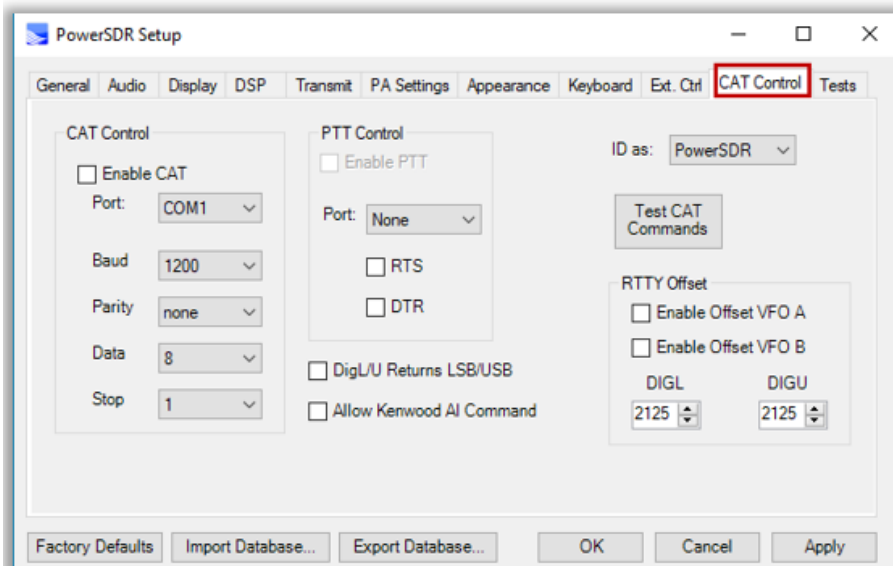 PowerSDR Setup
General Audio Display DSP Transmit PA Settings Appearance Keyboard Ext. Ctrl CAT Control Tests
CAT Control
Enable CAT
Port: COM1
Baud 1200
Parity none
Data 8
Stop 1
PTT Control
Enable PTT
Port: None
RTS
DTR
DigL/U Returns LSB/USB
Allow Kenwood AI Command
ID as: PowerSDR
Test CAT
Commands
RTTY Offset
Enable Offset VFO A
Enable Offset VFO B
DIGL DIGU
2125 2125
Factory Defaults Import Database... Export Database... OK Cancel Apply